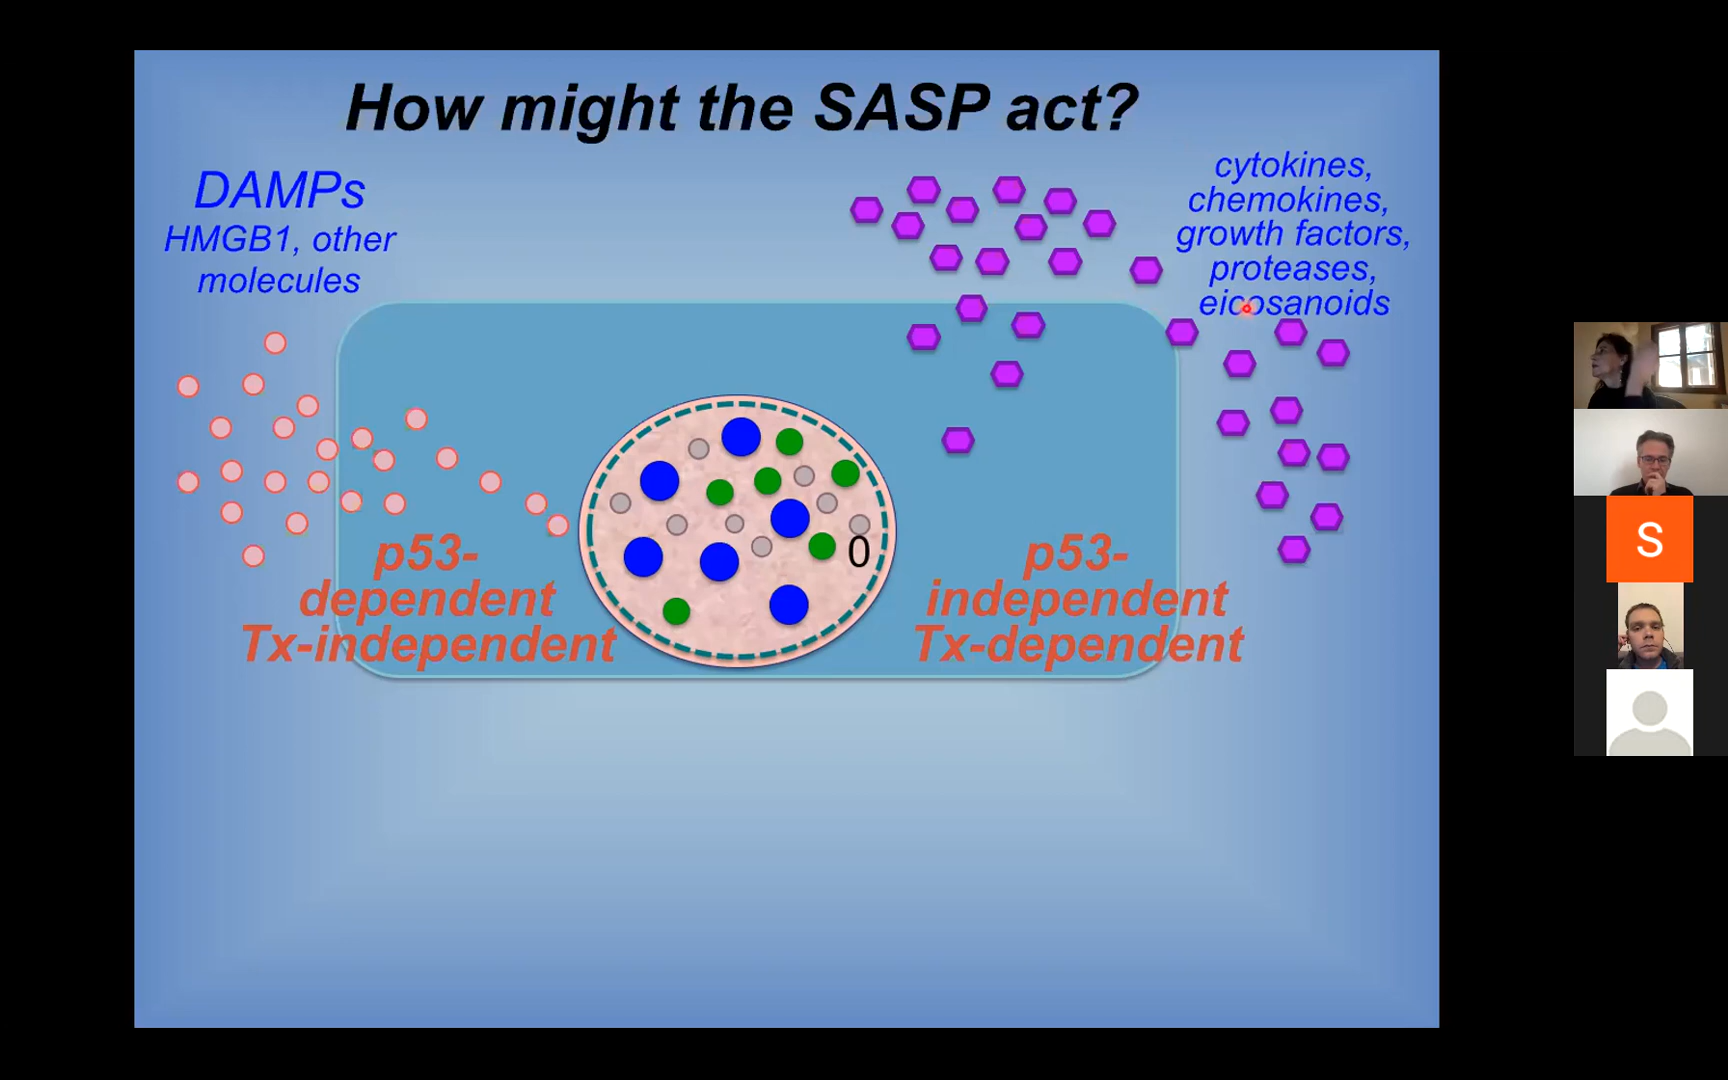 How might the SASP act?
DAMPs
HMGB1, other
molecules
cytokines,
chemokines,
growth factors,
proteases,
eicosanoids
p53-
dependent
Tx-independent
0
p53-
independent
Tx-dependent
S